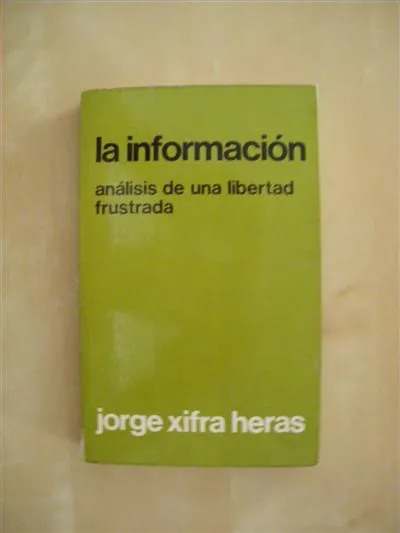 la información
análisis de una libertad
frustrada
jorge xifra heras